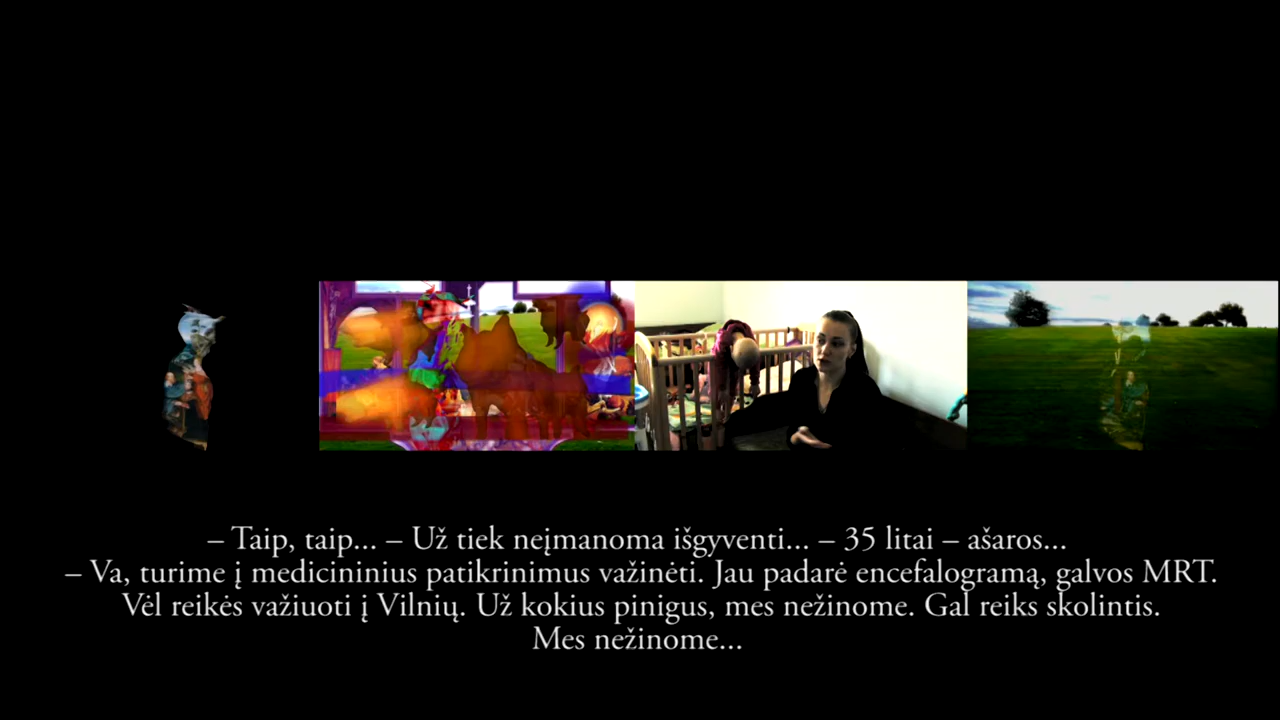 – Taip, taip... – Už tiek neįmanoma išgyventi... – 35 litai – ašaros...
– Va, turime į medicininius patikrinimus važinėti. Jau padarė encefalogramą, galvos MRT.
Vėl reikės važiuoti į Vilnių. Už kokius pinigus, mes nežinome. Gal reiks skolintis.
Mes nežinome...